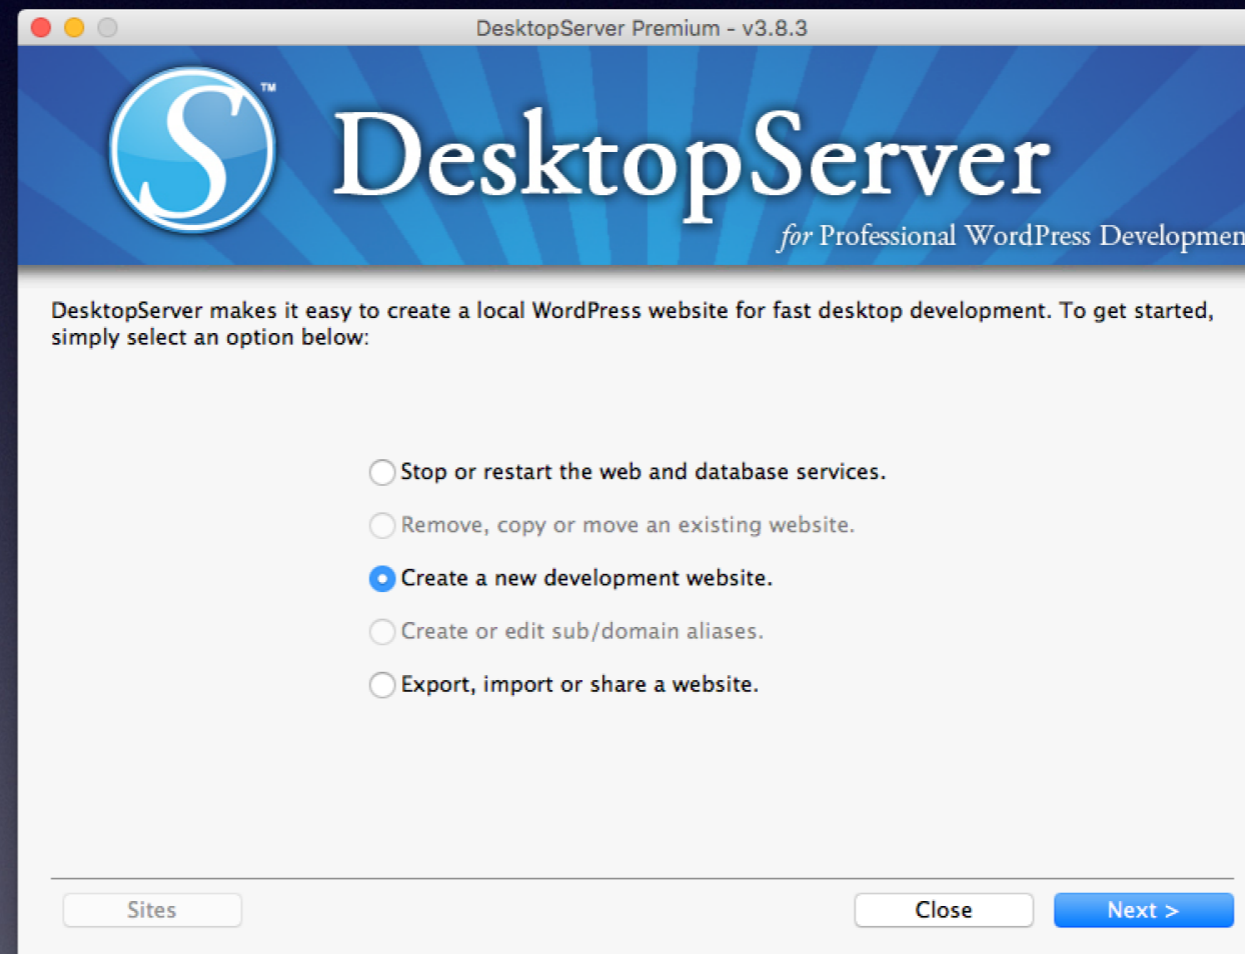 DesktopServer Premium - v3.8.3
S
TM
DesktopServer
for Professional WordPress Developmen
DesktopServer makes it easy to create a local WordPress website for fast desktop development. To get started,
simply select an option below:
Stop or restart the web and database services.
Remove, copy or move an existing website.
Create a new development website.
Create or edit sub/domain aliases.
Export, import or share a website.
Sites
Close
Next >